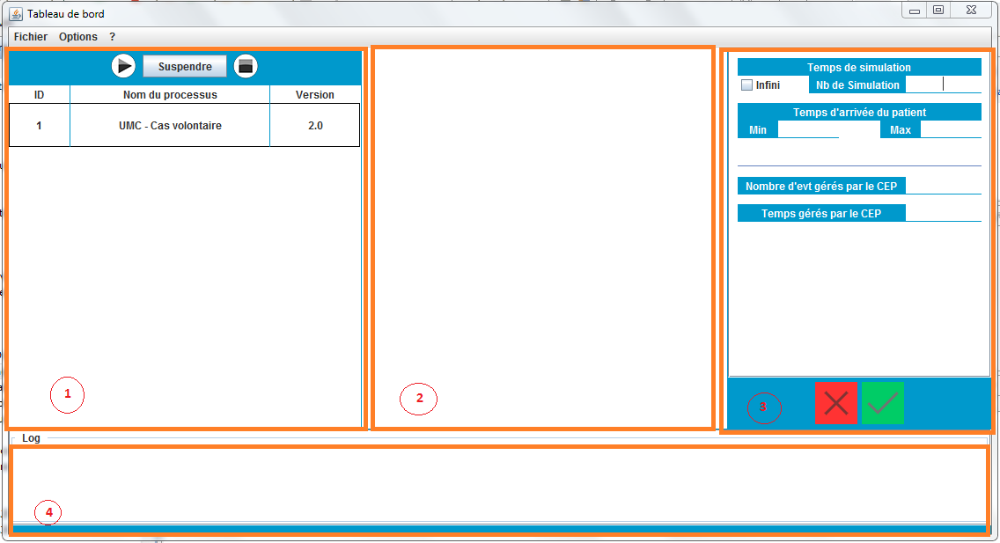 Tableau de bord
Fichier Options ?
Suspendre
ID Nom du processus Version
1 UMC - Cas volontaire 2.0
1
2
Temps de simulation
Infini Nb de Simulation
Temps d'arrivée du patient
Min Max
Nombre d'evt gérés par le CEP
Temps gérés par le CEP
3
Log
4